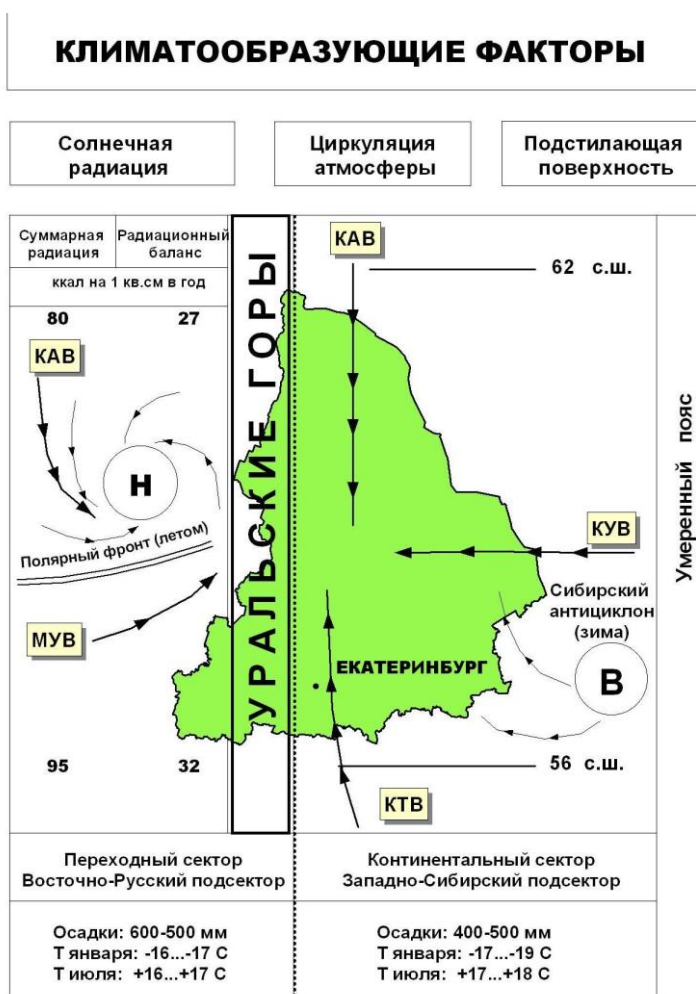 КЛИМАТООБРАЗУЮЩИЕ ФАКТОРЫ
Солнечная
радиация
Циркуляция
атмосферы
Подстилающая
поверхность
Суммарная
радиация
Радиационный
баланс
ккал на 1 кв.см в год
80
27
КАВ
Н
Полярный фронт (летом)
МУВ
95
32
УРАЛЬСКИЕ ГОРЫ
КАВ
62 с.ш.
КУВ
Сибирский
антициклон
(зима)
В
ЕКАТЕРИНБУРГ
56 с.ш.
КТВ
Умеренный пояс
Переходный сектор
Восточно-Русский подсектор
Континентальный сектор
Западно-Сибирский подсектор
Осадки: 600-500 мм
Т января: -16...-17 С
Т июля: +16...+17 С
Осадки: 400-500 мм
Т января: -17...-19 С
Т июля: +17...+18 С